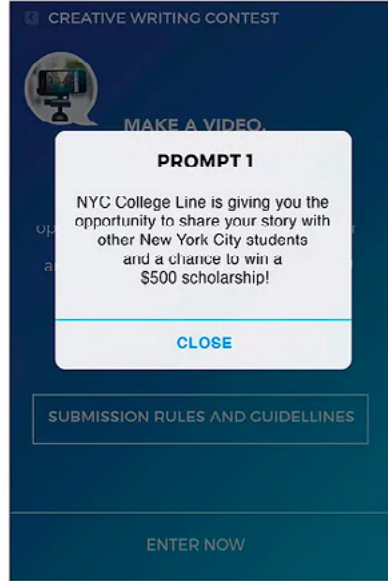 CREATIVE WRITING CONTEST
MAKE A VIDEO.
PROMPT 1
NYC College Line is giving you the
opportunity to share your story with
other New York City students
and a chance to win a
$500 scholarship!
CLOSE
SUBMISSION RULES AND GUIDELLINES
ENTER NOW